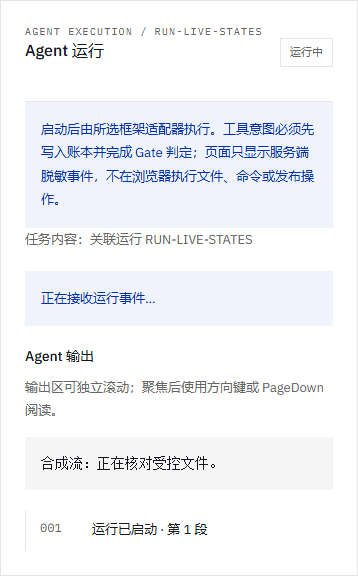 AGENT EXECUTION / RUN-LIVE-STATES
Agent 运行
运行中
启动后由所选框架适配器执行。工具意图必须先
写入账本并完成 Gate 判定；页面只显示服务端
脱敏事件，不在浏览器执行文件、命令或发布操
作。
任务内容：关联运行 RUN-LIVE-STATES
正在接收运行事件…
Agent 输出
输出区可独立滚动；聚焦后使用方向键或 PageDown
阅读。
合成流：正在核对受控文件。
001 运行已启动 · 第 1 段